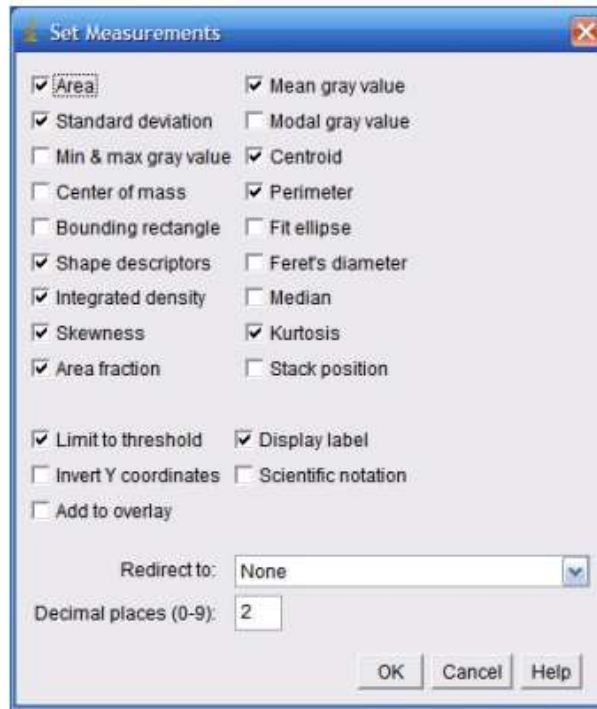 Set Measurements
Area Mean gray value
Standard deviation Modal gray value
Min & max gray value Centroid
Center of mass Perimeter
Bounding rectangle Fit ellipse
Shape descriptors Feret's diameter
Integrated density Median
Skewness Kurtosis
Area fraction Stack position
Limit to threshold Display label
Invert Y coordinates Scientific notation
Add to overlay
Redirect to: None
Decimal places (0-9): 2
OK Cancel Help